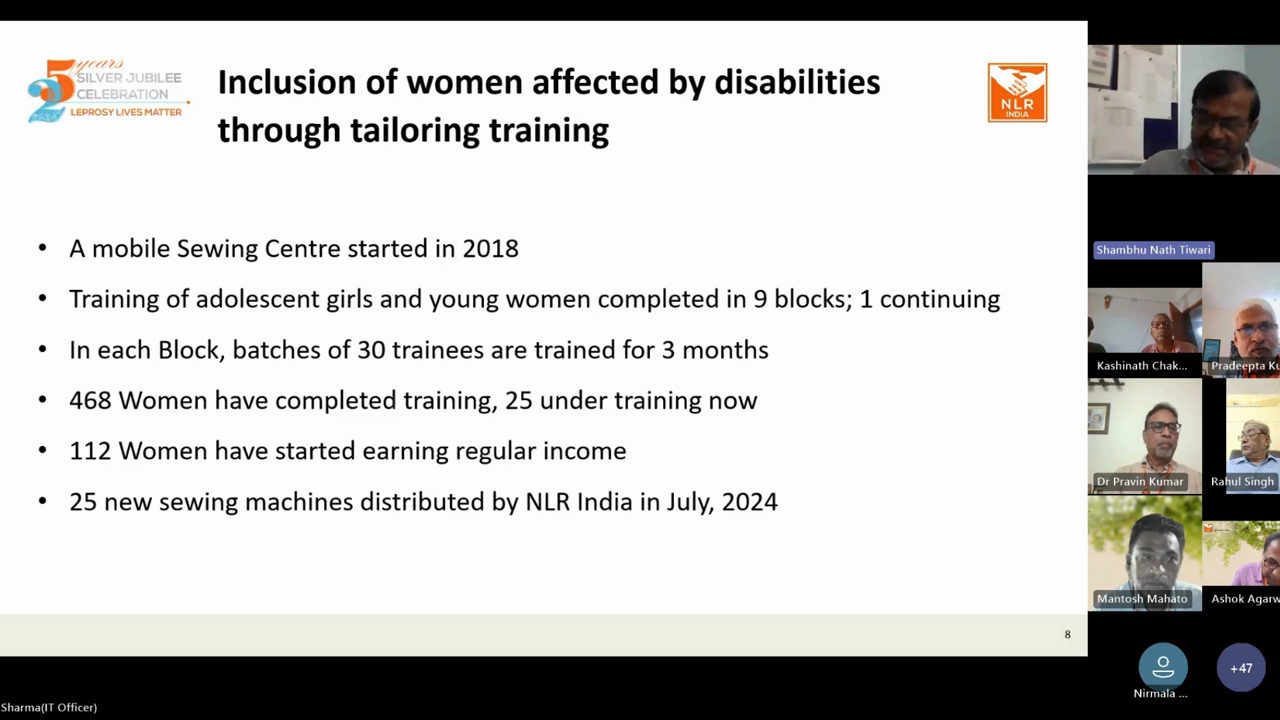 years
25
SILVER JUBILEE
CELEBRATION
LEPROSY LIVES MATTER
Inclusion of women affected by disabilities
through tailoring training
NLR
INDIA
• A mobile Sewing Centre started in 2018
• Training of adolescent girls and young women completed in 9 blocks; 1 continuing
• In each Block, batches of 30 trainees are trained for 3 months
• 468 Women have completed training, 25 under training now
• 112 Women have started earning regular income
• 25 new sewing machines distributed by NLR India in July, 2024
8
Shambhu Nath Tiwari
Kashinath Chak...
Pradeepta Ku
Dr Pravin Kumar
Rahul Singh
Mantosh Mahato
Ashok Agarw
Nirmala ...
+47
Sharma(IT Officer)